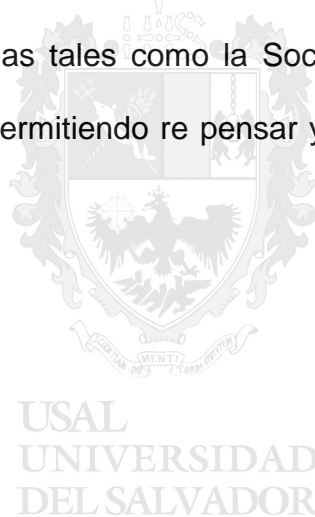 as tales como la Soc
ermitiendo re pensar y
USAL
UNIVERSIDAD
DEL SALVADOR